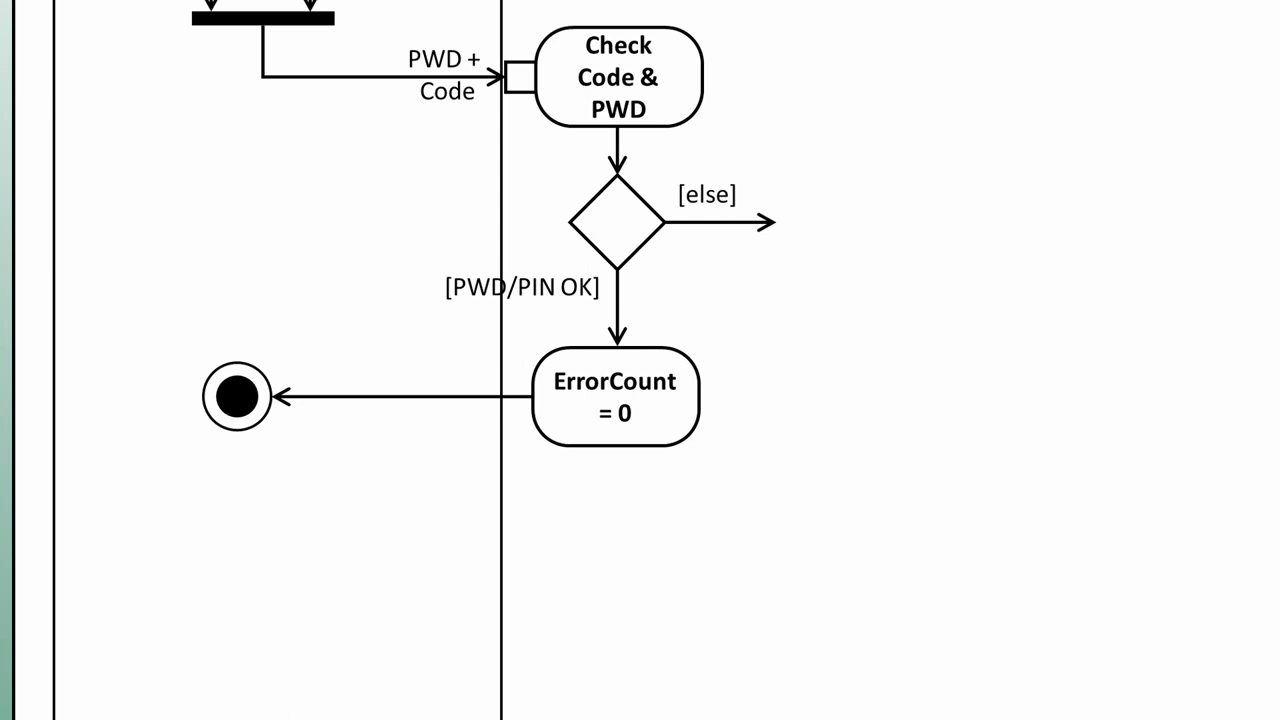 PWD +
Code
Check
Code &
PWD
[else]
[PWD/PIN OK]
ErrorCount
= 0